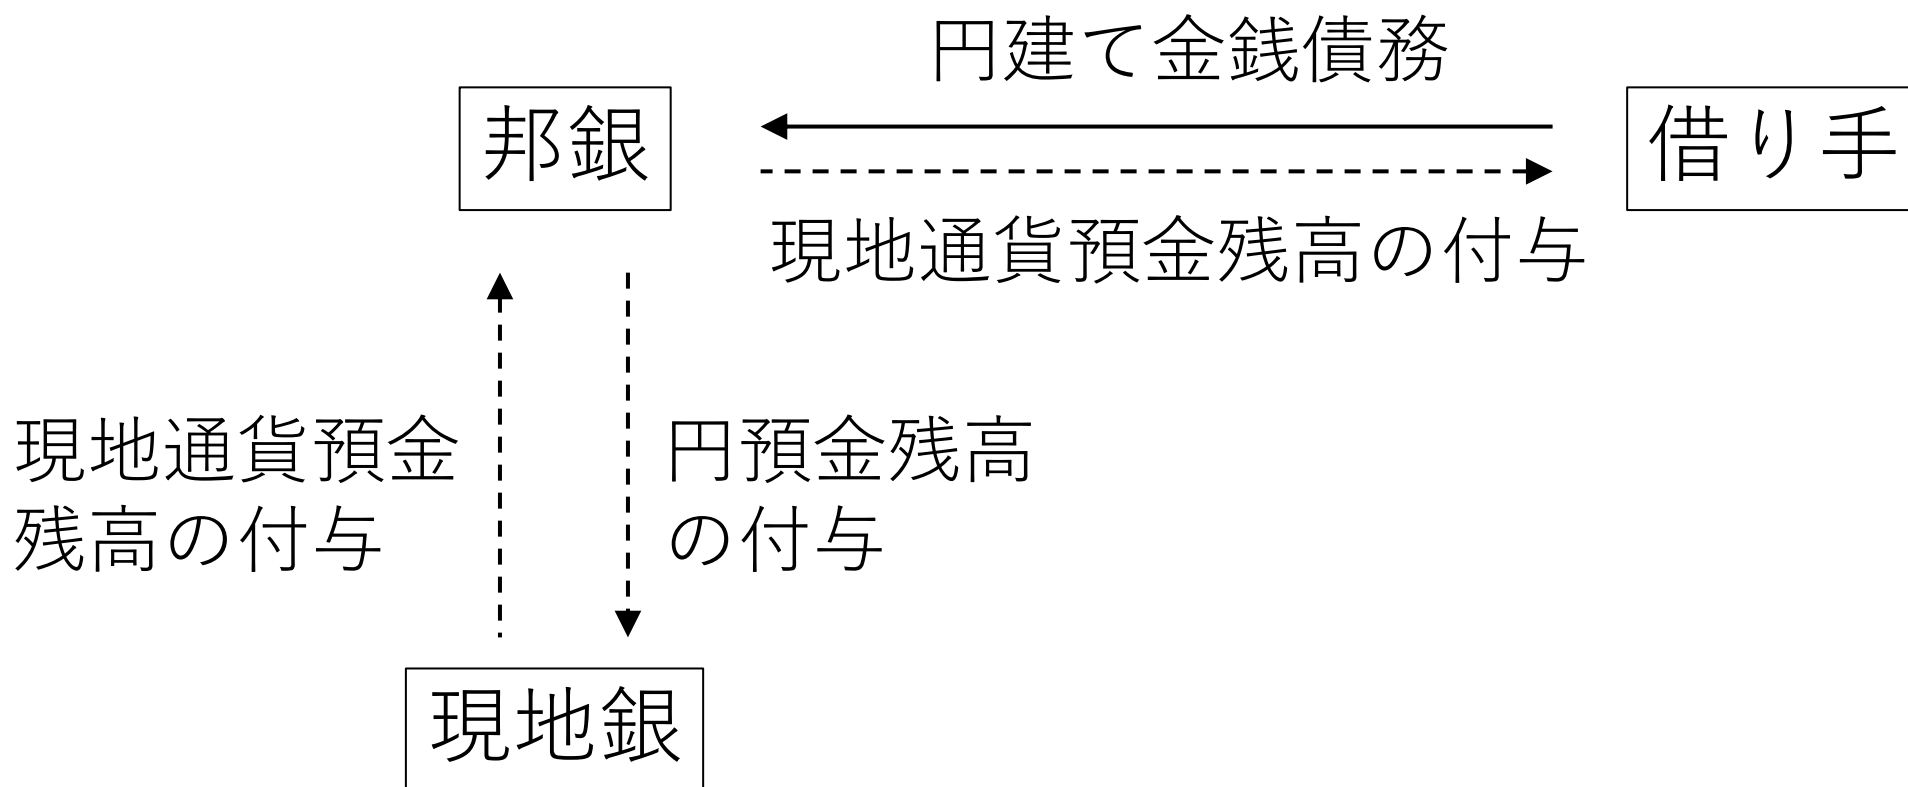 円建て金銭債務
邦銀
借り手
現地通貨預金残高の付与
現地通貨預金
残高の付与
円預金残高
の付与
現地銀